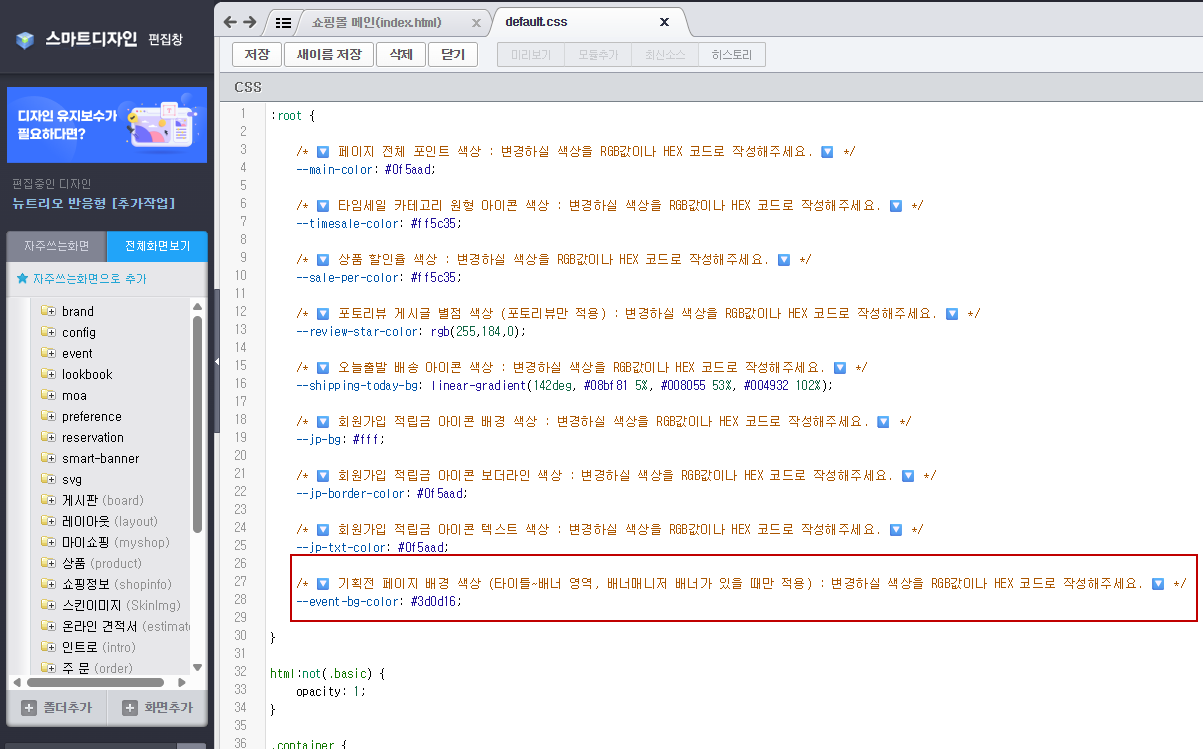 스마트디자인 편집창
디자인 유지보수가
필요하다면?
편집중인 디자인
뉴트리오 반응형 [추가작업]
자주쓰는화면 전체화면보기
자주쓰는화면으로 추가
brand
config
event
lookbook
moa
preference
reservation
smart-banner
svg
게시판 (board)
레이아웃 (layout)
마이쇼핑 (myshop)
상품 (product)
쇼핑정보 (shopinfo)
스킨이미지 (SkinImg)
온라인 견적서 (estimate
인트로 (intro)
주 문 (order)
폴더추가 화면추가
쇼핑몰 메인(index.html) x default.css x
저장 새이름 저장 삭제 닫기 미리보기 모듈추가 최신소스 히스토리
CSS
1 :root {
2
3 /* 🔽 페이지 전체 포인트 색상 : 변경하실 색상을 RGB값이나 HEX 코드로 작성해주세요. 🔽 */
4 --main-color: #0f5aad;
5
6 /* 🔽 타임세일 카테고리 원형 아이콘 색상 : 변경하실 색상을 RGB값이나 HEX 코드로 작성해주세요. 🔽 */
7 --timesale-color: #ff5c35;
8
9 /* 🔽 상품 할인율 색상 : 변경하실 색상을 RGB값이나 HEX 코드로 작성해주세요. 🔽 */
10 --sale-per-color: #ff5c35;
11
12 /* 🔽 포토리뷰 게시글 별점 색상 (포토리뷰만 적용) : 변경하실 색상을 RGB값이나 HEX 코드로 작성해주세요. 🔽 */
13 --review-star-color: rgb(255,184,0);
14
15 /* 🔽 오늘출발 배송 아이콘 색상 : 변경하실 색상을 RGB값이나 HEX 코드로 작성해주세요. 🔽 */
16 --shipping-today-bg: linear-gradient(142deg, #08bf81 5%, #008055 53%, #004932 102%);
17
18 /* 🔽 회원가입 적립금 아이콘 배경 색상 : 변경하실 색상을 RGB값이나 HEX 코드로 작성해주세요. 🔽 */
19 --jp-bg: #fff;
20
21 /* 🔽 회원가입 적립금 아이콘 보더라인 색상 : 변경하실 색상을 RGB값이나 HEX 코드로 작성해주세요. 🔽 */
22 --jp-border-color: #0f5aad;
23
24 /* 🔽 회원가입 적립금 아이콘 텍스트 색상 : 변경하실 색상을 RGB값이나 HEX 코드로 작성해주세요. 🔽 */
25 --jp-txt-color: #0f5aad;
26
27 /* 🔽 기획전 페이지 배경 색상 (타이틀~배너 영역, 배너매니저 배너가 있을 때만 적용) : 변경하실 색상을 RGB값이나 HEX 코드로 작성해주세요. 🔽 */
28 --event-bg-color: #3d0d16;
29
30 }
31
32 html:not(.basic) {
33 opacity: 1;
34 }
35
36 .container {